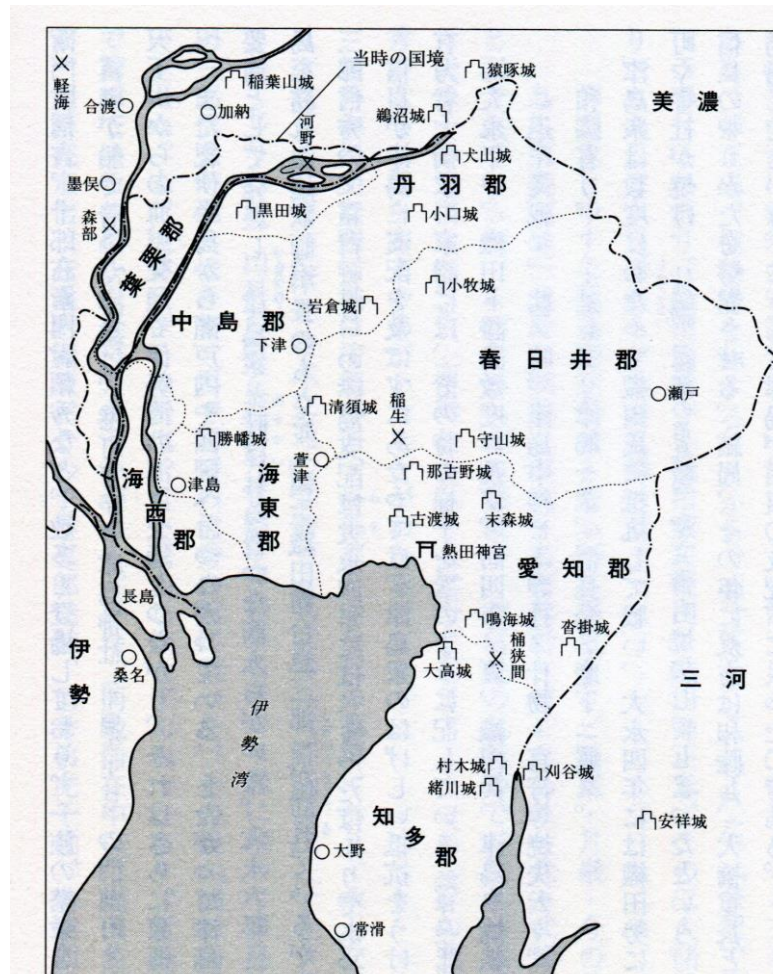 当時の国境
美濃
軽海
合渡
稲葉山城
加納
河野
猿啄城
鵜沼城
犬山城
丹羽郡
墨俣
森部
葉栗郡
黒田城
小口城
中島郡
岩倉城
小牧城
下津
春日井郡
瀬戸
清須城
稲生
勝幡城
守山城
萱津
海西郡
津島
海東郡
那古野城
古渡城
末森城
熱田神宮
愛知郡
長島
鳴海城
沓掛城
桶狭間
大高城
伊勢
桑名
三河
伊勢湾
村木城
刈谷城
緒川城
安祥城
知多郡
大野
常滑